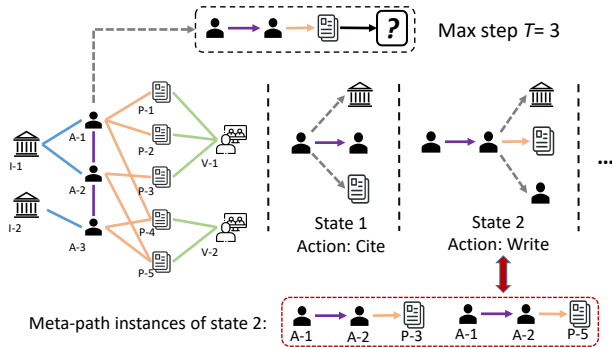 ?
Max step T= 3
I-1
I-2
A-1
A-2
A-3
P-1
P-2
P-3
P-4
P-5
V-1
V-2
State 1
Action: Cite
State 2
Action: Write
...
Meta-path instances of state 2:
A-1 A-2 P-3 A-1 A-2 P-5